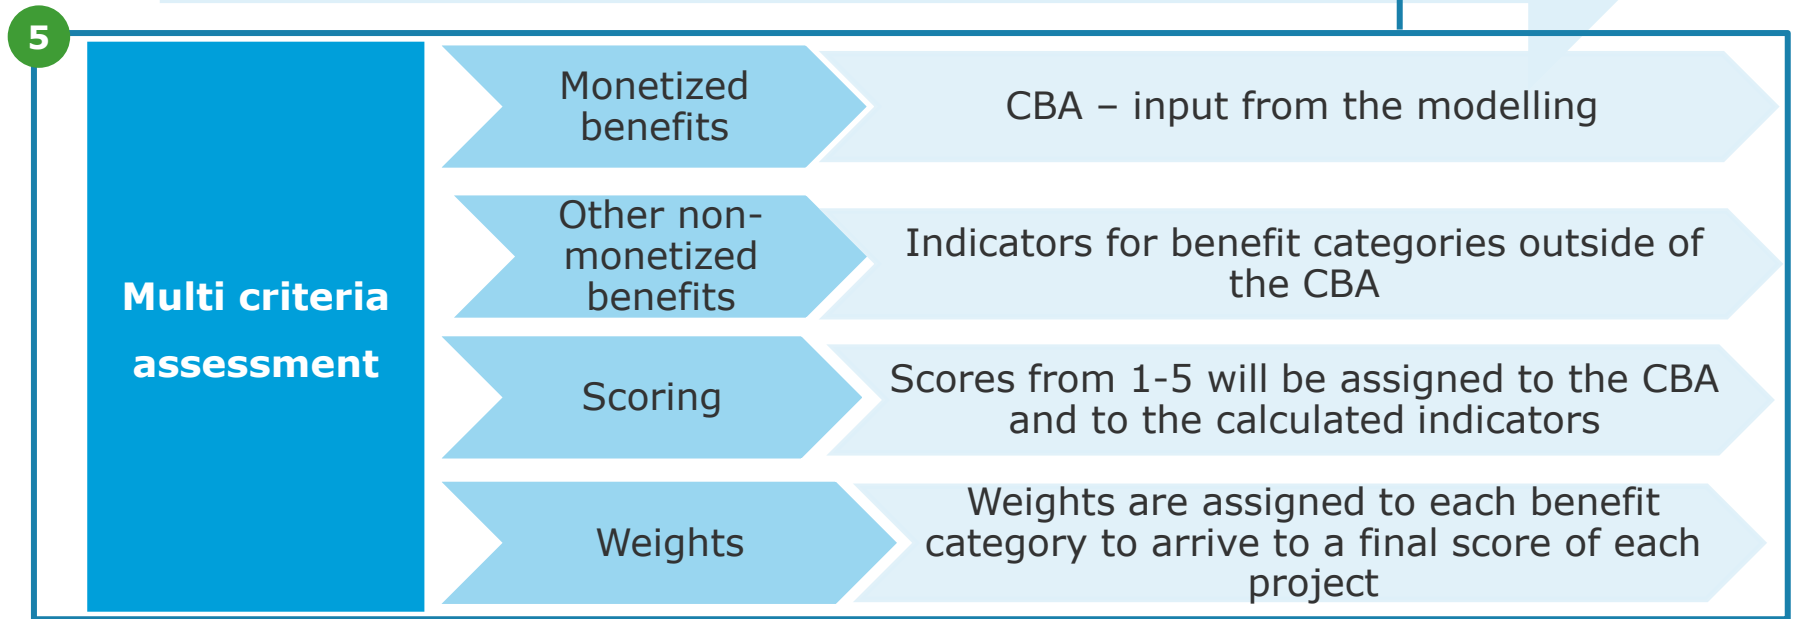 5
Multi criteria
assessment
Monetized
benefits
CBA – input from the modelling
Other non-
monetized
benefits
Indicators for benefit categories outside of
the CBA
Scoring
Scores from 1-5 will be assigned to the CBA
and to the calculated indicators
Weights
Weights are assigned to each benefit
category to arrive to a final score of each
project